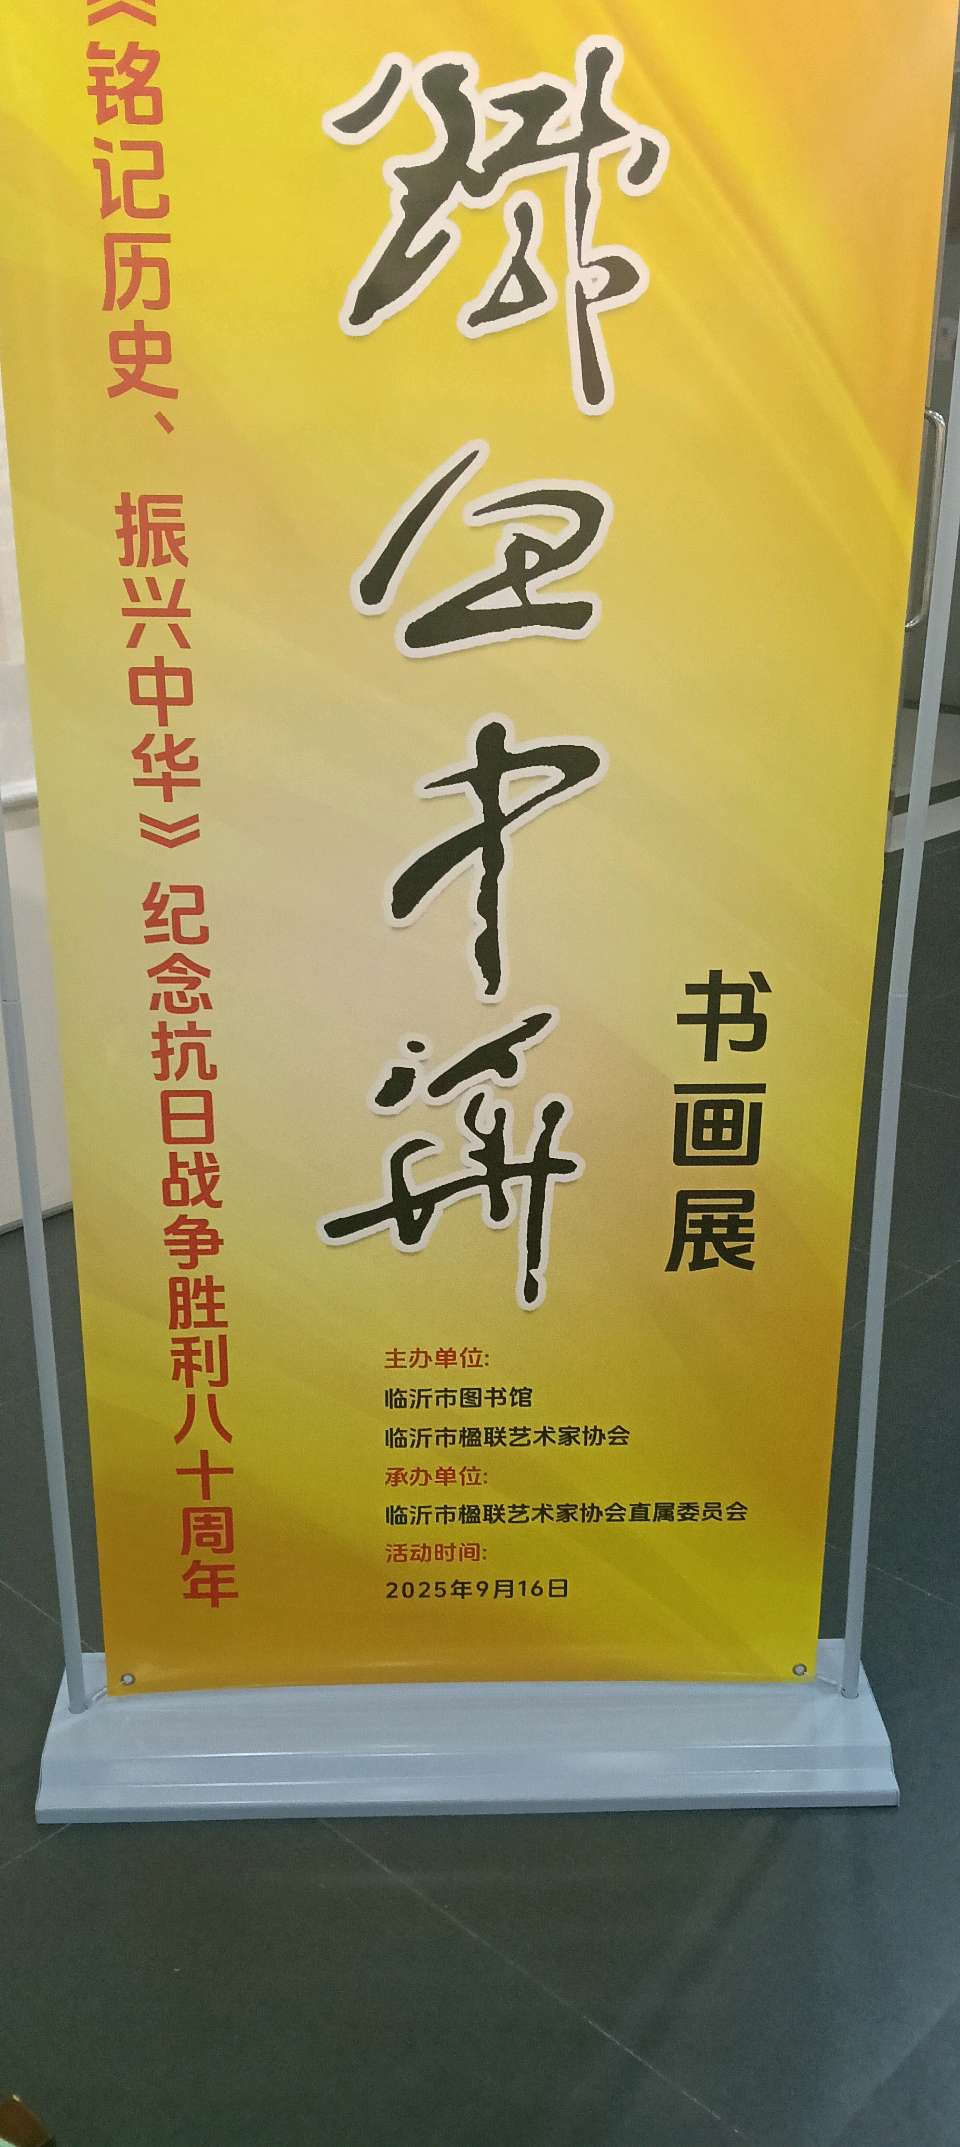 《铭记历史、振兴中华》纪念抗日战争胜利八十周年
中華
书画展
主办单位:
临沂市图书馆
临沂市楹联艺术家协会
承办单位:
临沂市楹联艺术家协会直属委员会
活动时间:
2025年9月16日